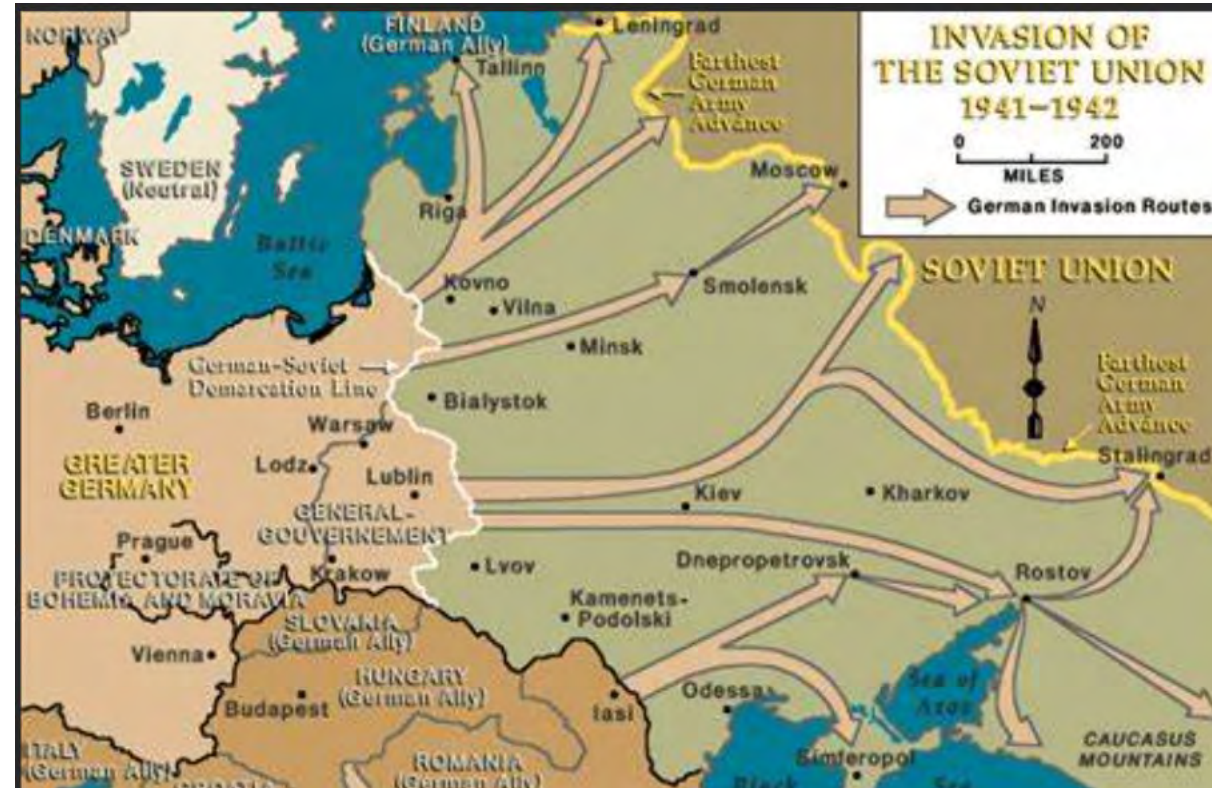 INVASION OF
THE SOVIET UNION
1941–1942
0 200
MILES
German Invasion Routes
NORWAY
FINLAND
(German Ally)
Leningrad
Tallinn
Farthest
German
Army
Advance
SWEDEN
(Neutral)
Moscow
Riga
DENMARK
Baltic
Sea
SOVIET UNION
Kovno
Vilna
Smolensk
N
Minsk
German-Soviet
Demarcation Line
Farthest
German
Army
Advance
Berlin
Bialystok
Warsaw
Lodz
Stalingrad
GREATER
GERMANY
Lublin
Kiev
Kharkov
GENERAL-
GOUVERNEMENT
Prague
Krakow
Lvov
Dnepropetrovsk
Rostov
PROTECTORATE OF
BOHEMIA AND MORAVIA
Kamenets-
Podolski
SLOVAKIA
(German Ally)
Vienna
HUNGARY
(German Ally)
Budapest
Iasi
Odessa
Sea of
Azov
ITALY
(German Ally)
ROMANIA
(German Ally)
Simferopol
CAUCASUS
MOUNTAINS
Black
Sea